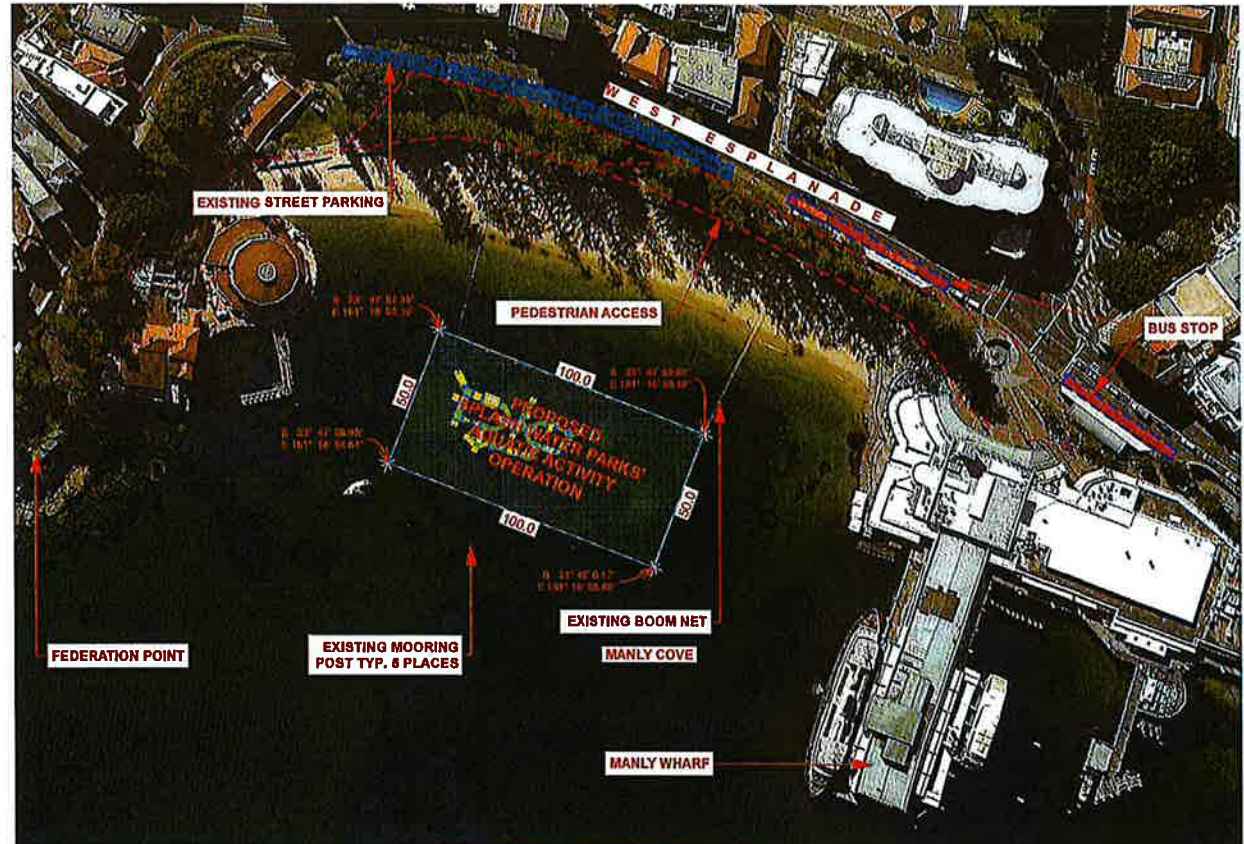 WEST ESPLANADE
EXISTING STREET PARKING
PEDESTRIAN ACCESS
BUS STOP
100.0
50.0
PROPOSED
SPLASH WATER PARKS'
AQUATIC ACTIVITY
OPERATION
50.0
100.0
EXISTING BOOM NET
MANLY COVE
EXISTING MOORING
POST TYP. 5 PLACES
FEDERATION POINT
MANLY WHARF